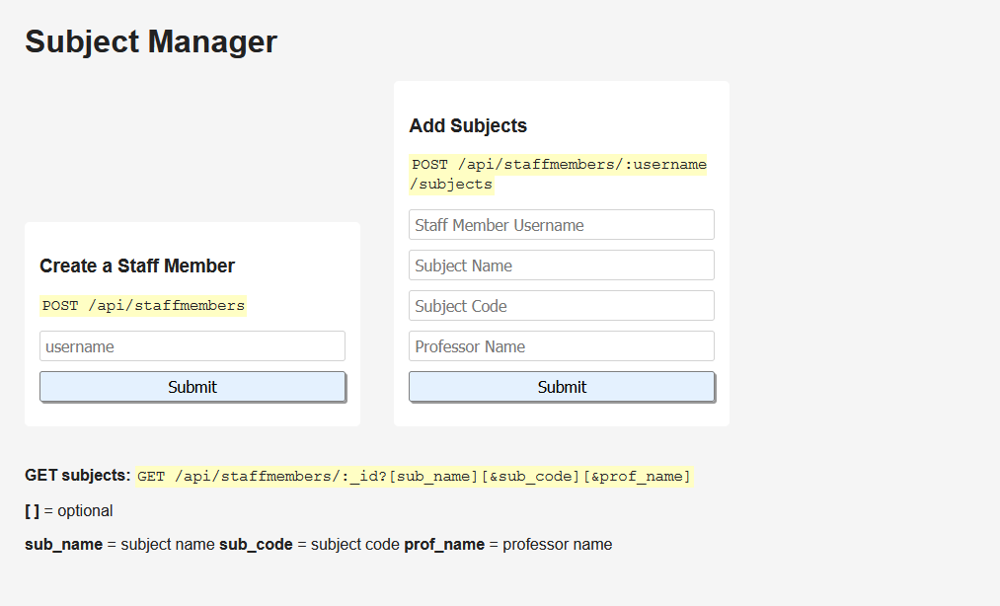 Subject Manager
Create a Staff Member
POST /api/staffmembers
username
Submit
Add Subjects
POST /api/staffmembers/:username
/subjects
Staff Member Username
Subject Name
Subject Code
Professor Name
Submit
GET subjects: GET /api/staffmembers/:_id?[sub_name][&sub_code][&prof_name]
[ ] = optional
sub_name = subject name sub_code = subject code prof_name = professor name